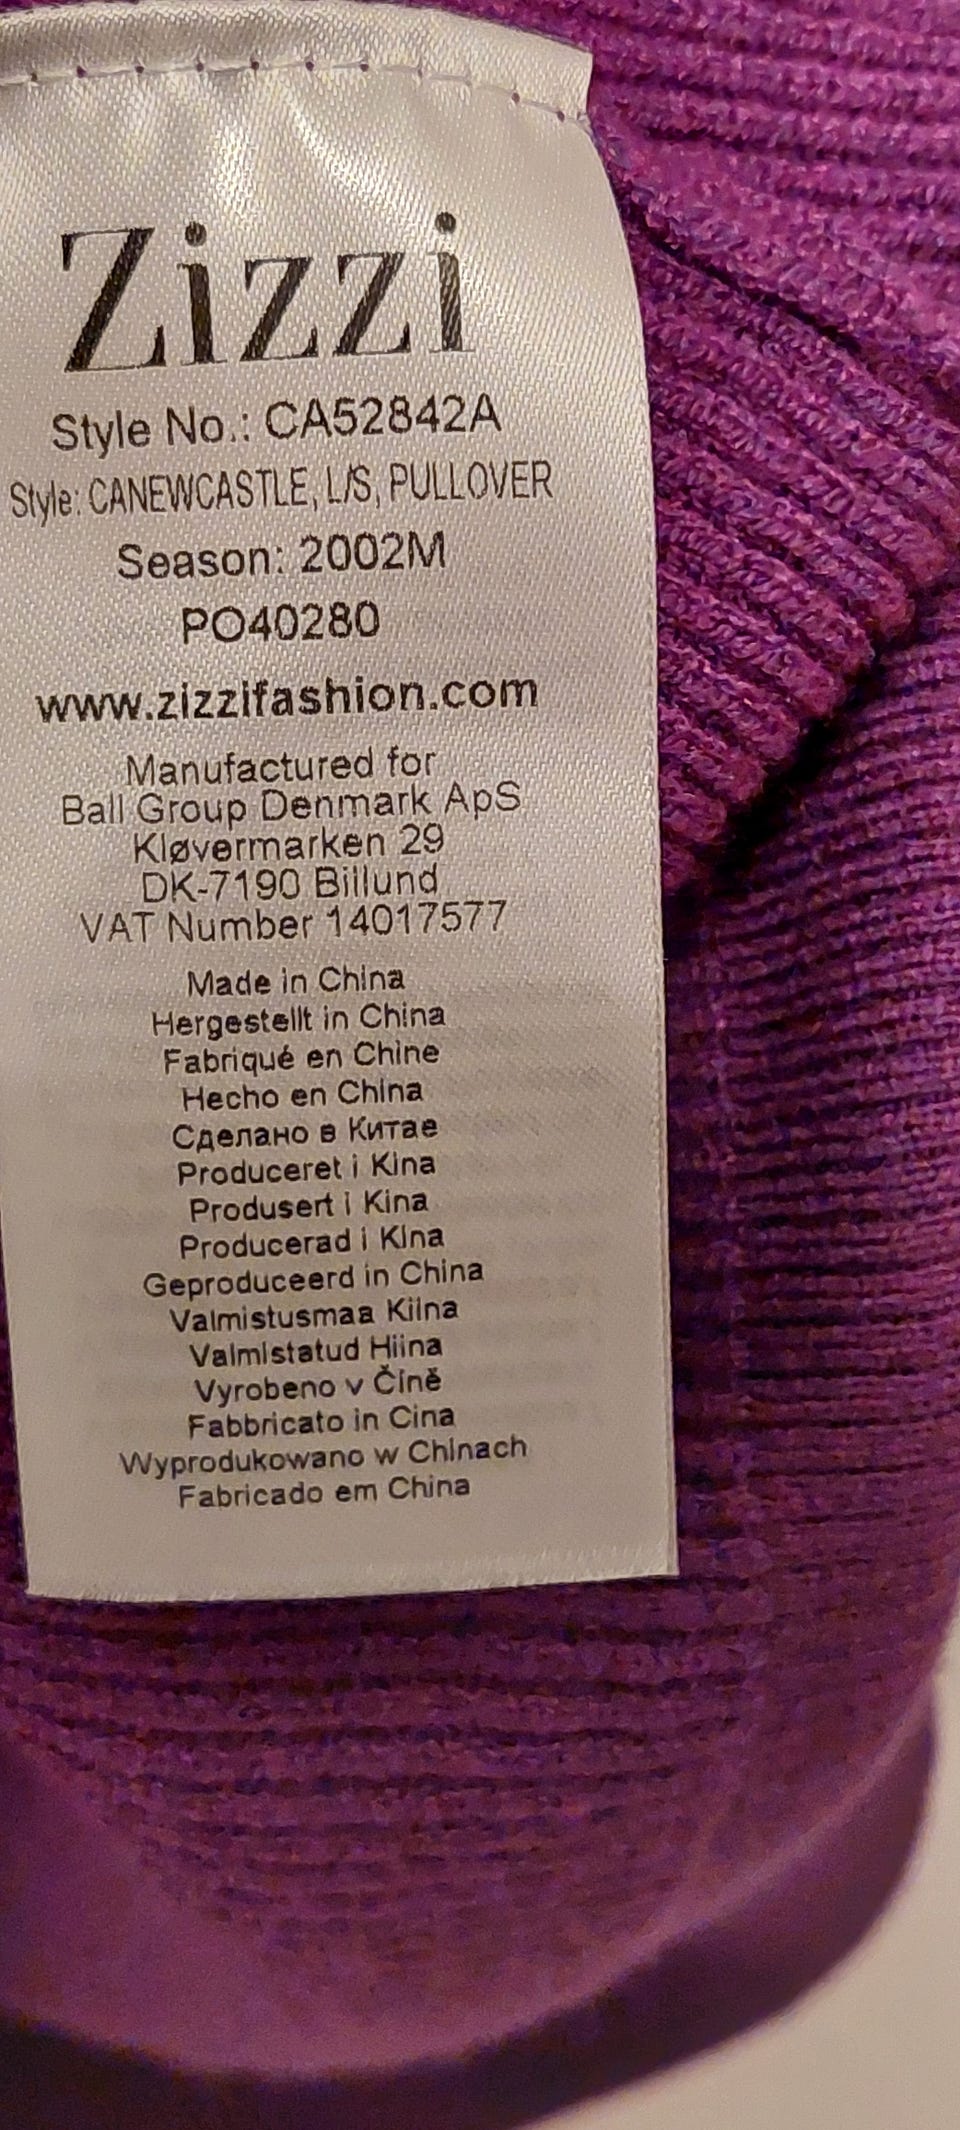 Zizzi
Style No.: CA52842A
Style: CANEWCASTLE, L/S, PULLOVER
Season: 2002M
PO40280
www.zizzifashion.com
Manufactured for
Ball Group Denmark ApS
Kløvermarken 29
DK-7190 Billund
VAT Number 14017577
Made in China
Hergestellt in China
Fabriqué en Chine
Hecho en China
Сделано в Китае
Produceret i Kina
Produsert i Kina
Producerad i Kina
Geproduceerd in China
Valmistusmaa Kiina
Valmistatud Hiina
Vyrobeno v Číně
Fabbricato in Cina
Wyprodukowano w Chinach
Fabricado em China